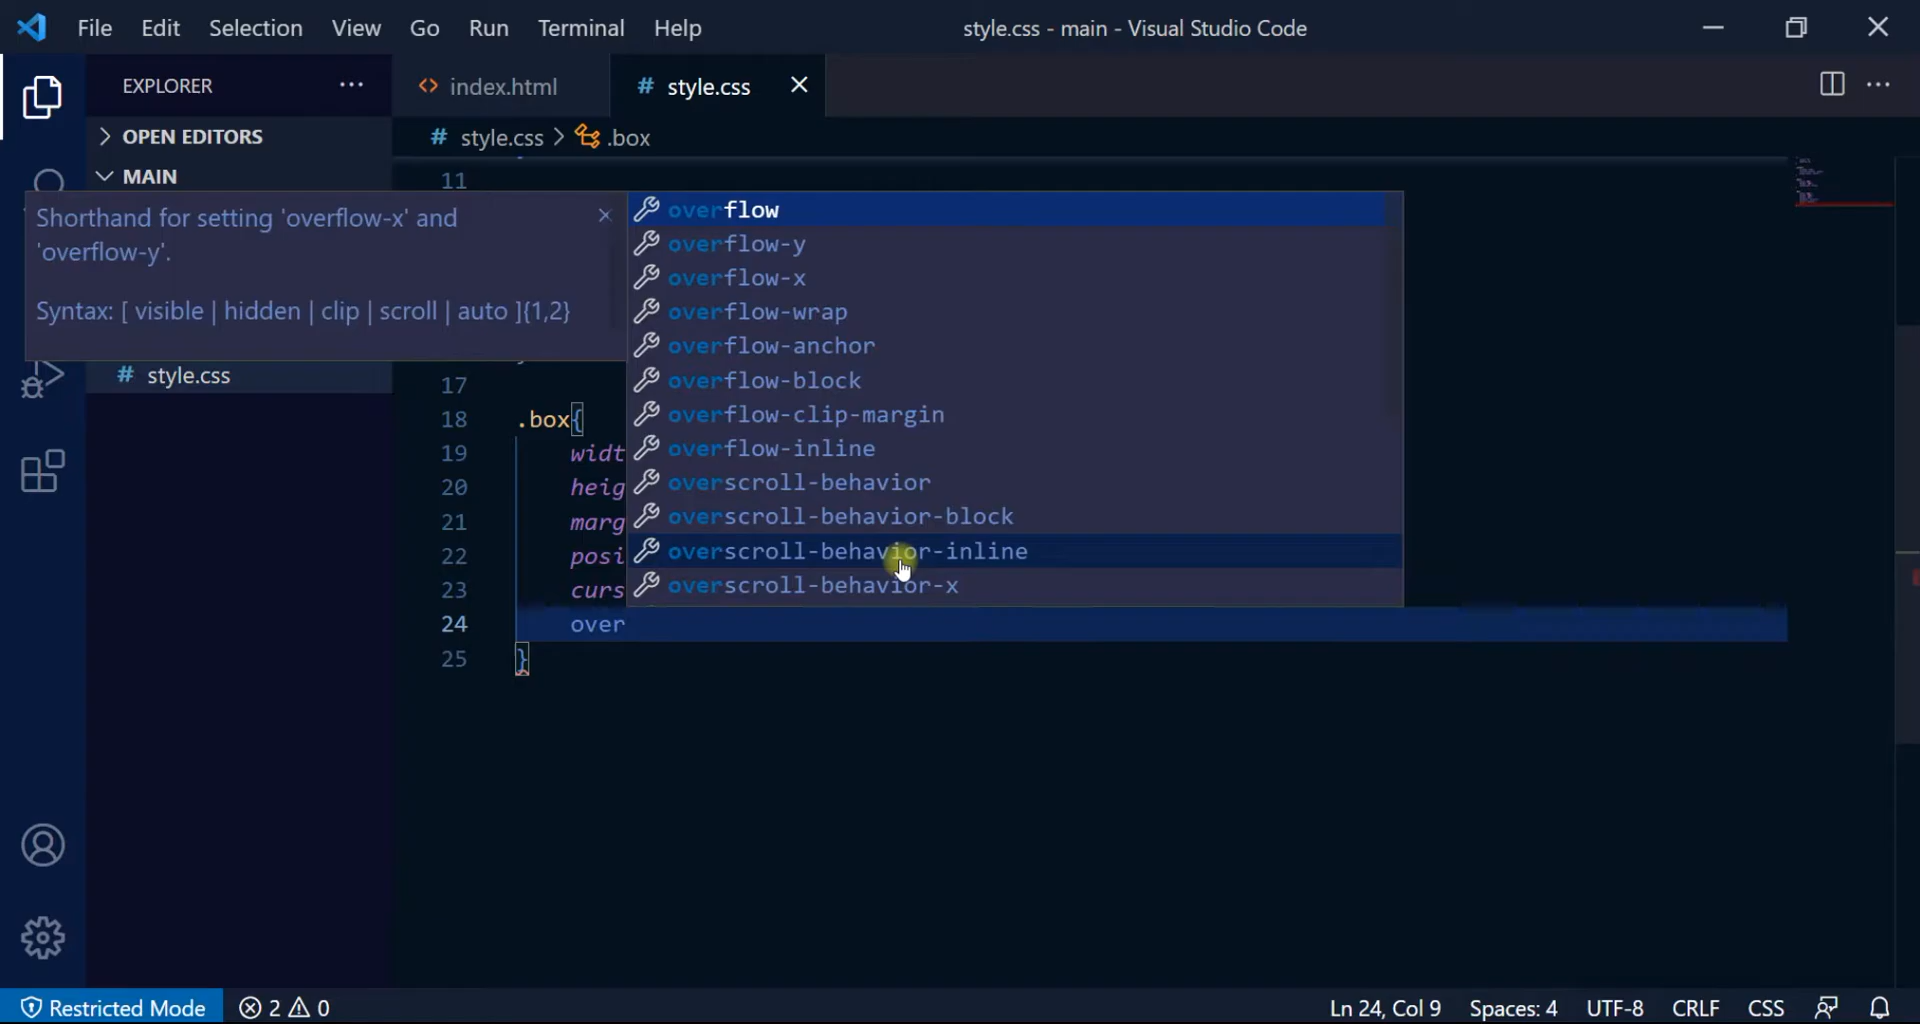 File Edit Selection View Go Run Terminal Help style.css - main - Visual Studio Code
EXPLORER ··· <> index.html # style.css ×
OPEN EDITORS
# style.css > .box
MAIN
11
Shorthand for setting 'overflow-x' and
'overflow-y'.
Syntax: [ visible | hidden | clip | scroll | auto ]{1,2}
overflow
overflow-y
overflow-x
overflow-wrap
overflow-anchor
overflow-block
overflow-clip-margin
overflow-inline
overscroll-behavior
overscroll-behavior-block
overscroll-behavior-inline
overscroll-behavior-x
# style.css
17
18 .box{
19 widt
20 heig
21 marg
22 posi
23 curs
24 over
25 }
Restricted Mode 2 0 Ln 24, Col 9 Spaces: 4 UTF-8 CRLF CSS